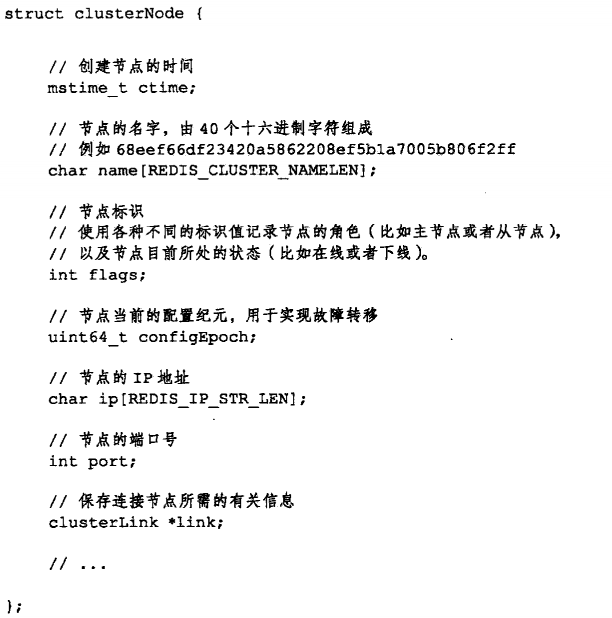 struct clusterNode {
// 创建节点的时间
mstime_t ctime;
// 节点的名字，由 40 个十六进制字符组成
// 例如 68eef66df23420a5862208ef5b1a7005b806f2ff
char name[REDIS_CLUSTER_NAMELEN];
// 节点标识
// 使用各种不同的标识值记录节点的角色（比如主节点或者从节点），
// 以及节点目前所处的状态（比如在线或者下线）。
int flags;
// 节点当前的配置纪元，用于实现故障转移
uint64_t configEpoch;
// 节点的 IP 地址
char ip[REDIS_IP_STR_LEN];
// 节点的端口号
int port;
// 保存连接节点所需的有关信息
clusterLink *link;
// ...
};